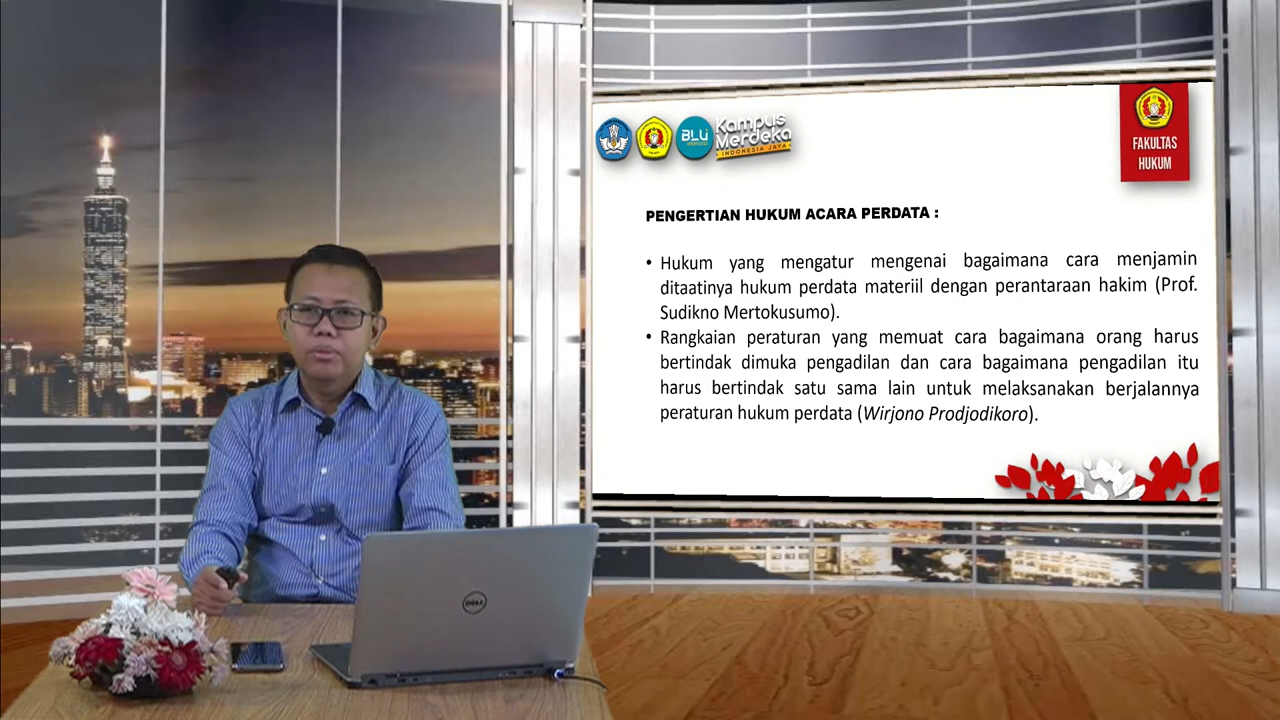 BLU
Kampus
Merdeka
INDONESIA JAYA
FAKULTAS
HUKUM
PENGERTIAN HUKUM ACARA PERDATA :
• Hukum yang mengatur mengenai bagaimana cara menjamin
ditaatinya hukum perdata materiil dengan perantaraan hakim (Prof.
Sudikno Mertokusumo).
• Rangkaian peraturan yang memuat cara bagaimana orang harus
bertindak dimuka pengadilan dan cara bagaimana pengadilan itu
harus bertindak satu sama lain untuk melaksanakan berjalannya
peraturan hukum perdata (Wirjono Prodjodikoro).
DELL